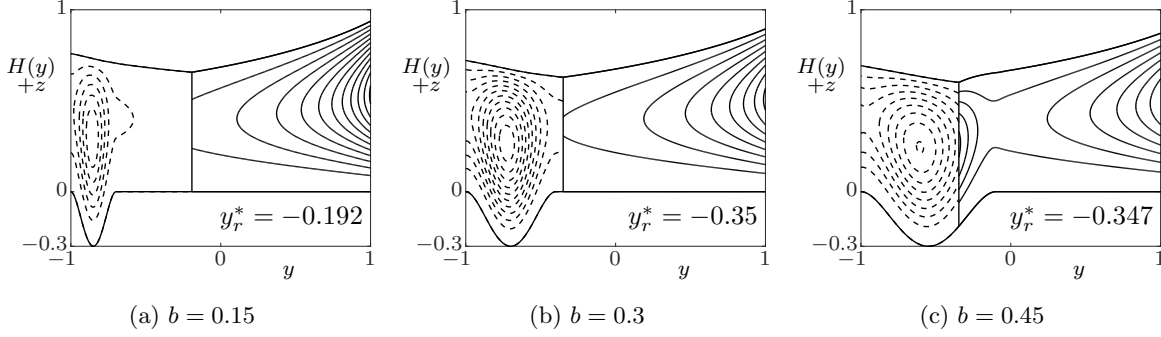 1
H(y)
+z
0
−0.3
−1
0
y
1
y_r^* = −0.192
(a) b = 0.15
1
H(y)
+z
0
−0.3
−1
0
y
1
y_r^* = −0.35
(b) b = 0.3
1
H(y)
+z
0
−0.3
−1
0
y
1
y_r^* = −0.347
(c) b = 0.45